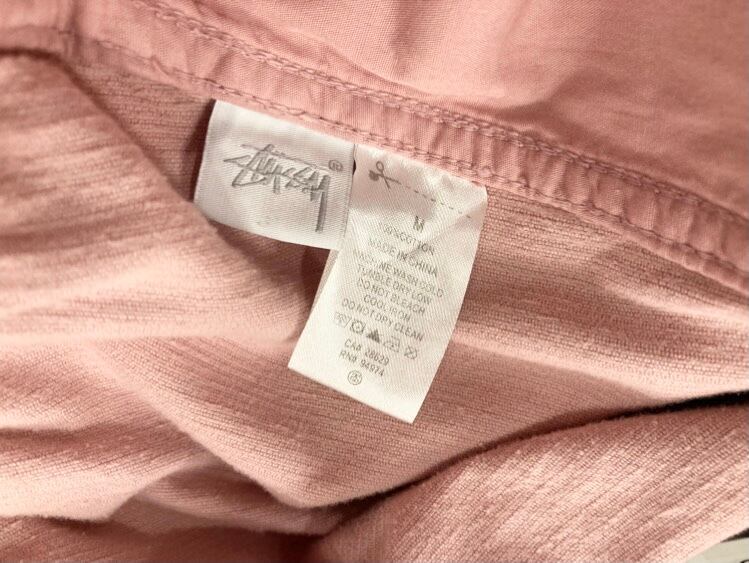 Stüssy ®
M
100% COTTON
MADE IN CHINA
MACHINE WASH COLD
TUMBLE DRY LOW
DO NOT BLEACH
COOL IRON
DO NOT DRY CLEAN
CA# 28629
RN# 94974